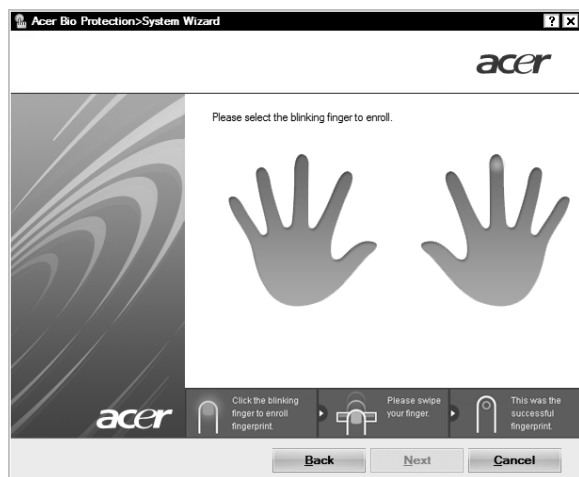 Acer Bio Protection>System Wizard
acer
Please select the blinking finger to enroll.
acer
Click the blinking
finger to enroll
fingerprint.
Please swipe
your finger.
This was the
successful
fingerprint.
Back
Next
Cancel